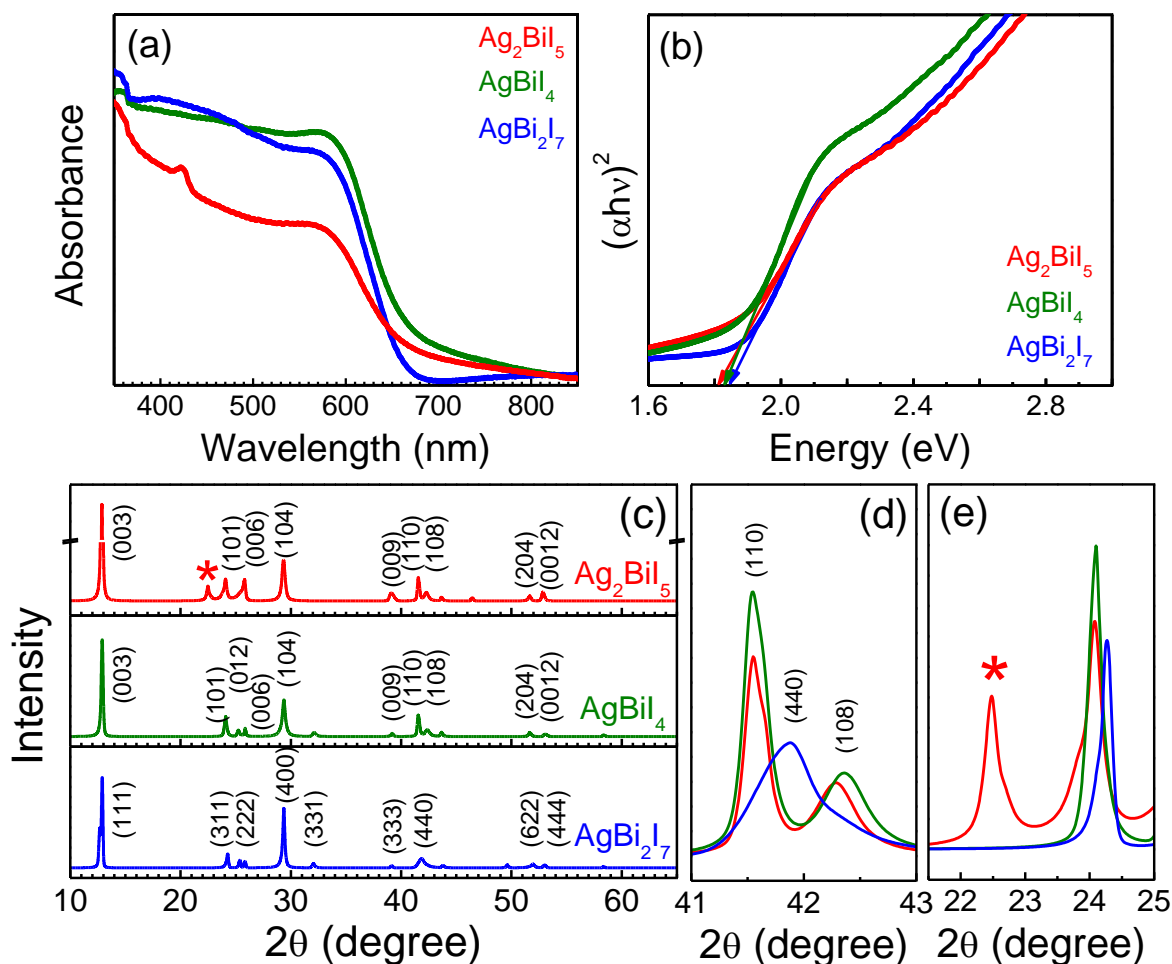 (a)
Ag₂BiI₅
AgBiI₄
AgBi₂I₇
Absorbance
400 500 600 700 800
Wavelength (nm)
(b)
(αhν)²
Ag₂BiI₅
AgBiI₄
AgBi₂I₇
1.6 2.0 2.4 2.8
Energy (eV)
(c)
Intensity
(003)
*
(101)
(006)
(104)
(009)
(110)
(108)
(204)
(0012)
Ag₂BiI₅
(003)
(101)
(012)
(006)
(104)
(009)
(110)
(108)
(204)
(0012)
AgBiI₄
(111)
(311)
(222)
(400)
(331)
(333)
(440)
(622)
(444)
AgBi₂I₇
10 20 30 40 50 60
2θ (degree)
(d)
(110)
(440)
(108)
41 42 43
2θ (degree)
(e)
*
22 23 24 25
2θ (degree)